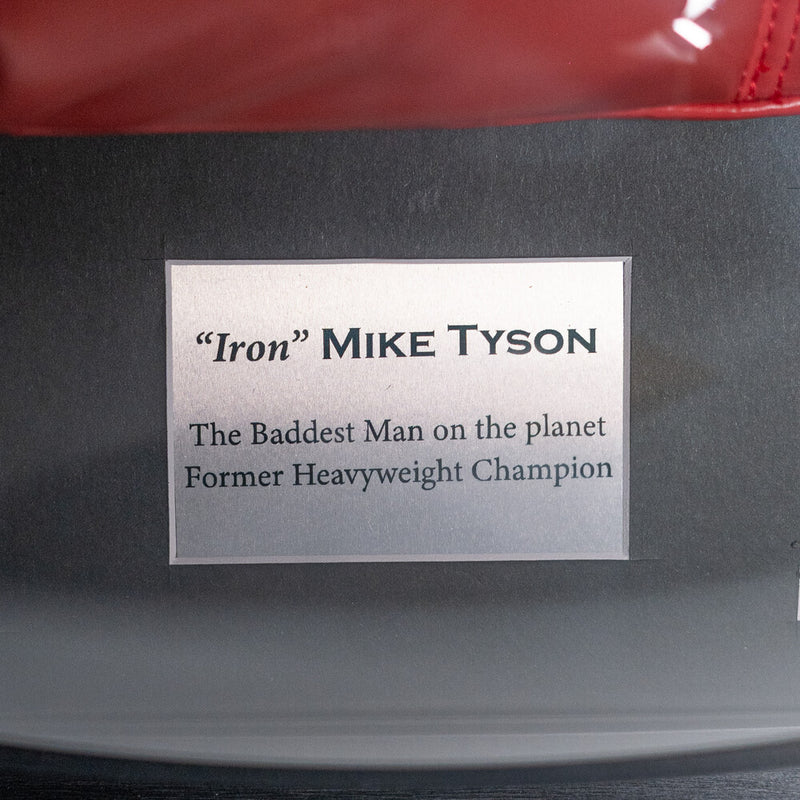 “Iron” MIKE TYSON
The Baddest Man on the planet
Former Heavyweight Champion